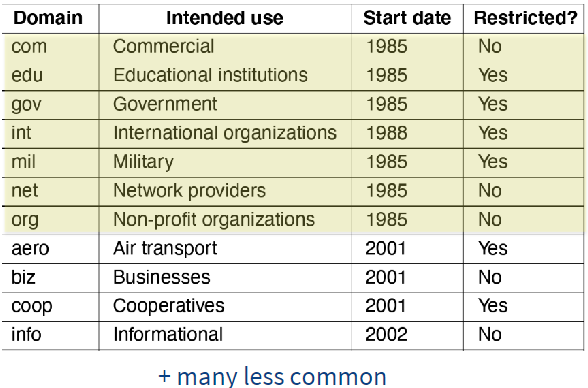 Domain Intended use Start date Restricted?
com Commercial 1985 No
edu Educational institutions 1985 Yes
gov Government 1985 Yes
int International organizations 1988 Yes
mil Military 1985 Yes
net Network providers 1985 No
org Non-profit organizations 1985 No
aero Air transport 2001 Yes
biz Businesses 2001 No
coop Cooperatives 2001 Yes
info Informational 2002 No
+ many less common